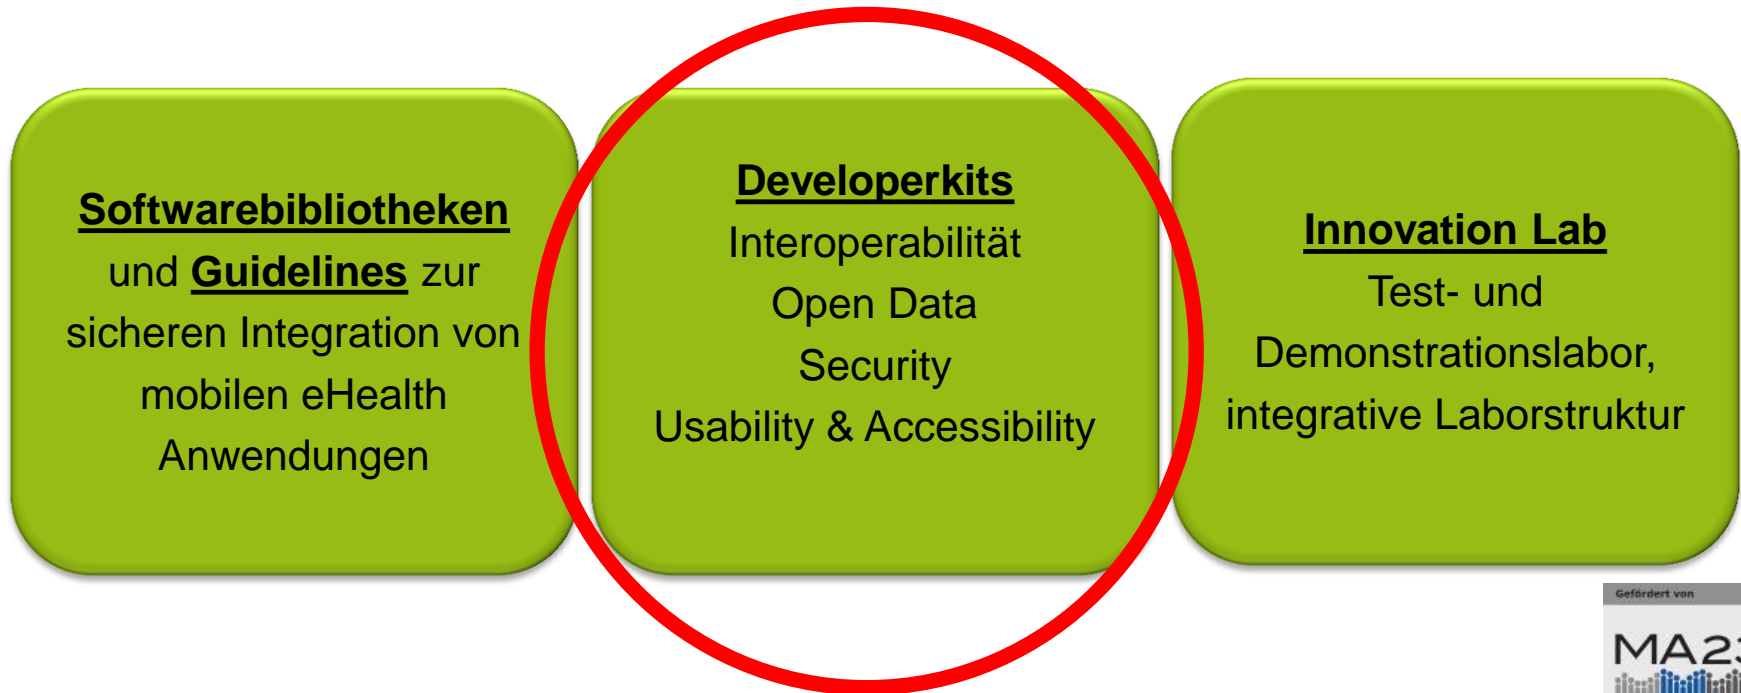 Softwarebibliotheken
und Guidelines zur
sicheren Integration von
mobilen eHealth
Anwendungen
Developerkits
Interoperabilität
Open Data
Security
Usability & Accessibility
Innovation Lab
Test- und
Demonstrationslabor,
integrative Laborstruktur
Gefördert von
MA23